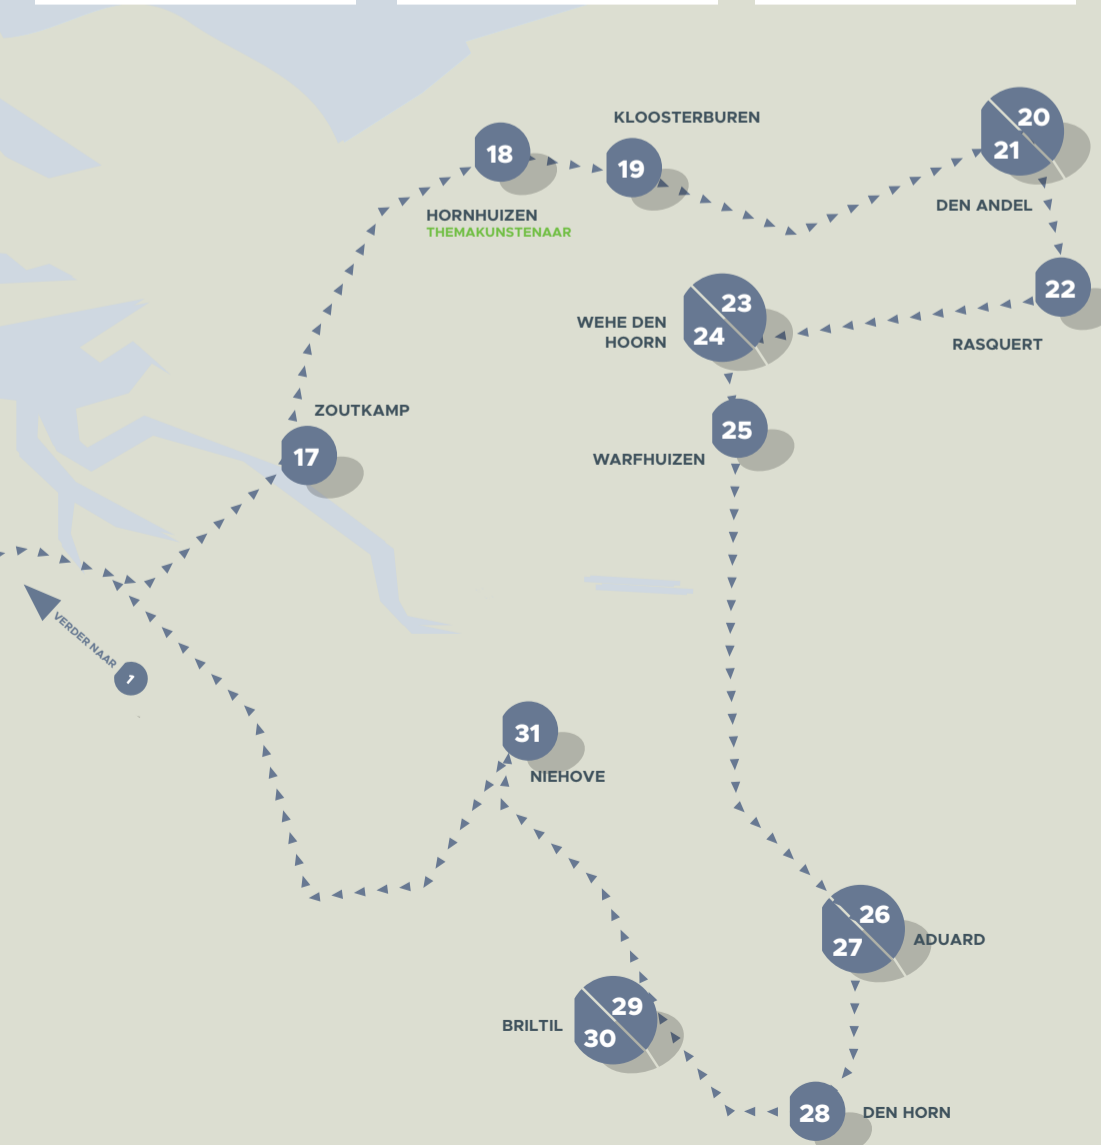 KLOOSTERBUREN
20
21
18
19
DEN ANDEL
HORNHUIZEN
THEMAKUNSTENAAR
22
23
24
WEHE DEN
HOORN
RASQUERT
ZOUTKAMP
25
17
WARFHUIZEN
VERDER NAAR
1
31
NIEHOVE
26
27
ADUARD
29
30
BRILTIL
28
DEN HORN